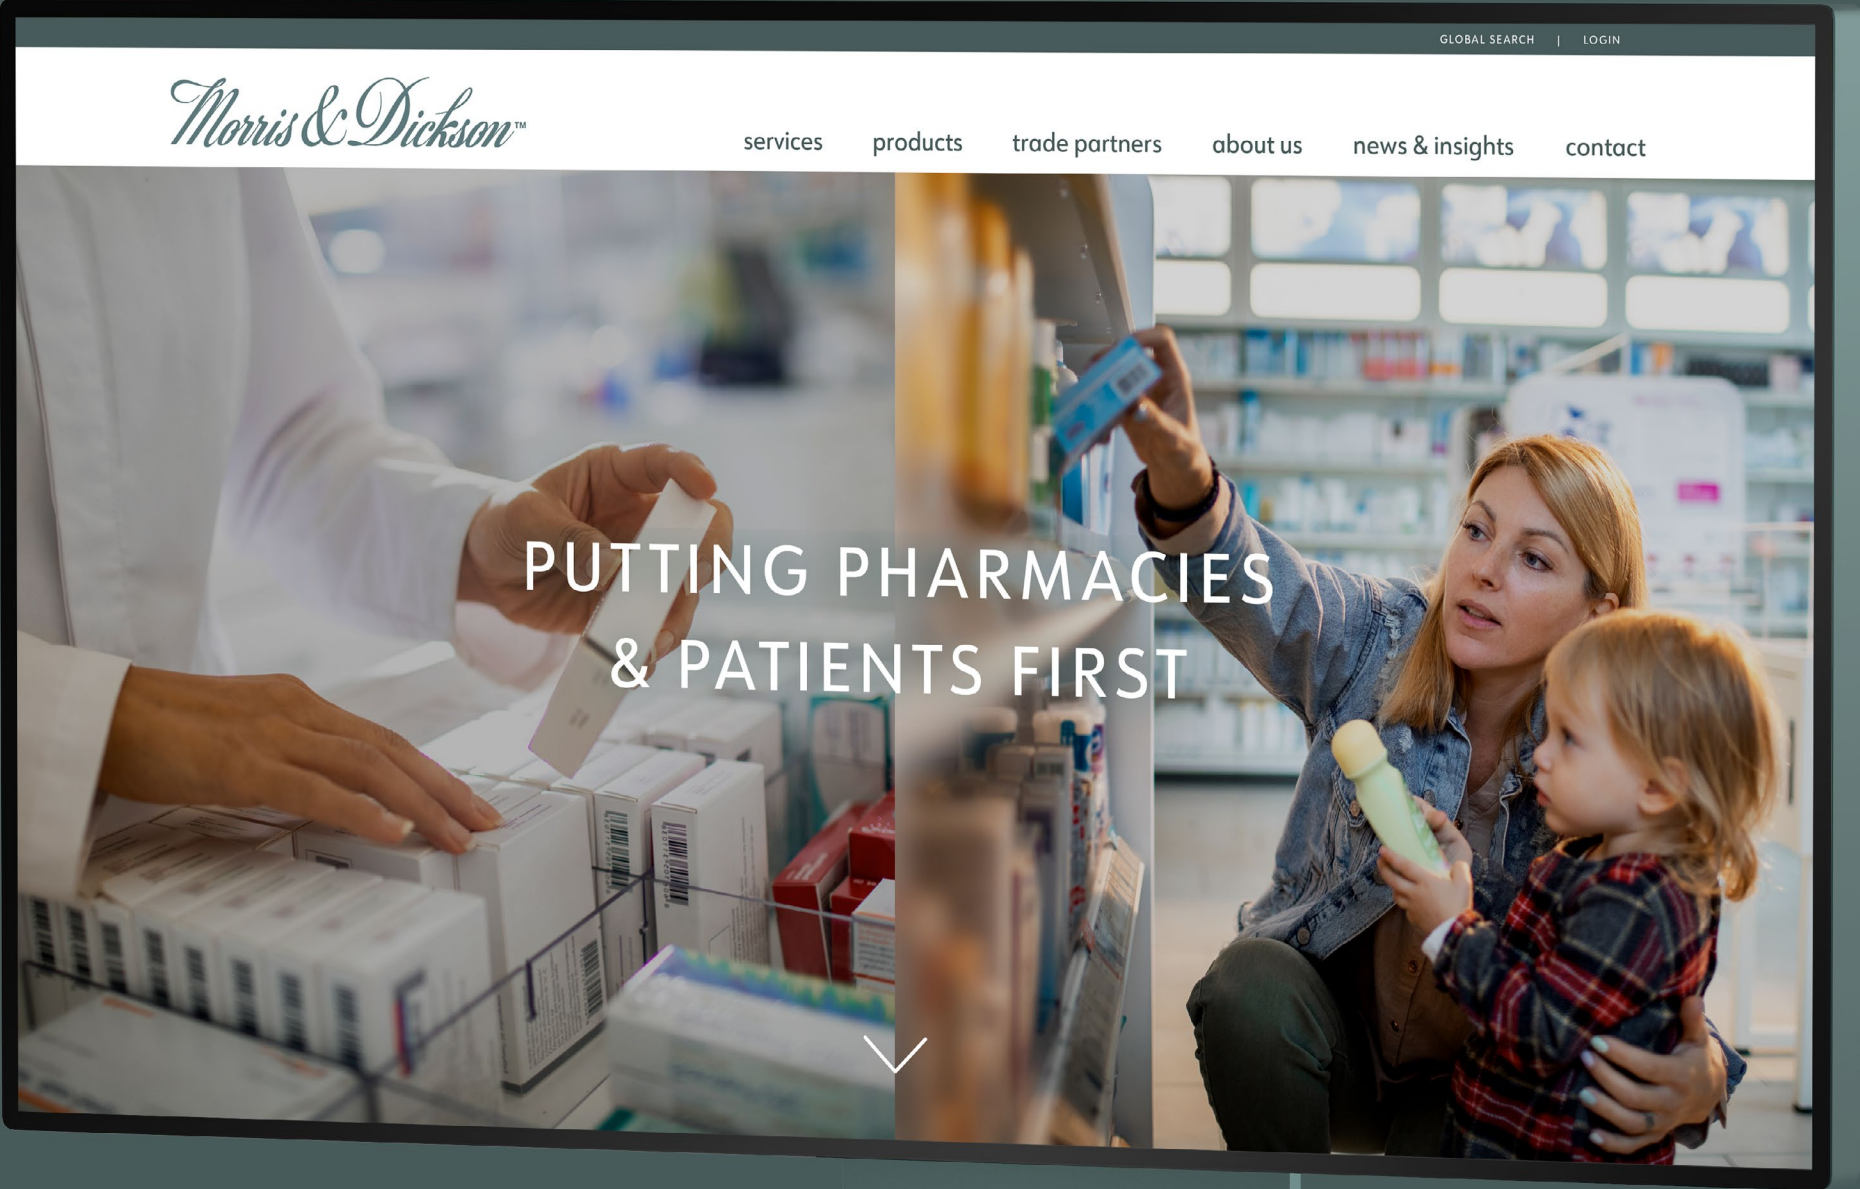 GLOBAL SEARCH | LOGIN
Morris & Dickson™
services products trade partners about us news & insights contact
PUTTING PHARMACIES
& PATIENTS FIRST